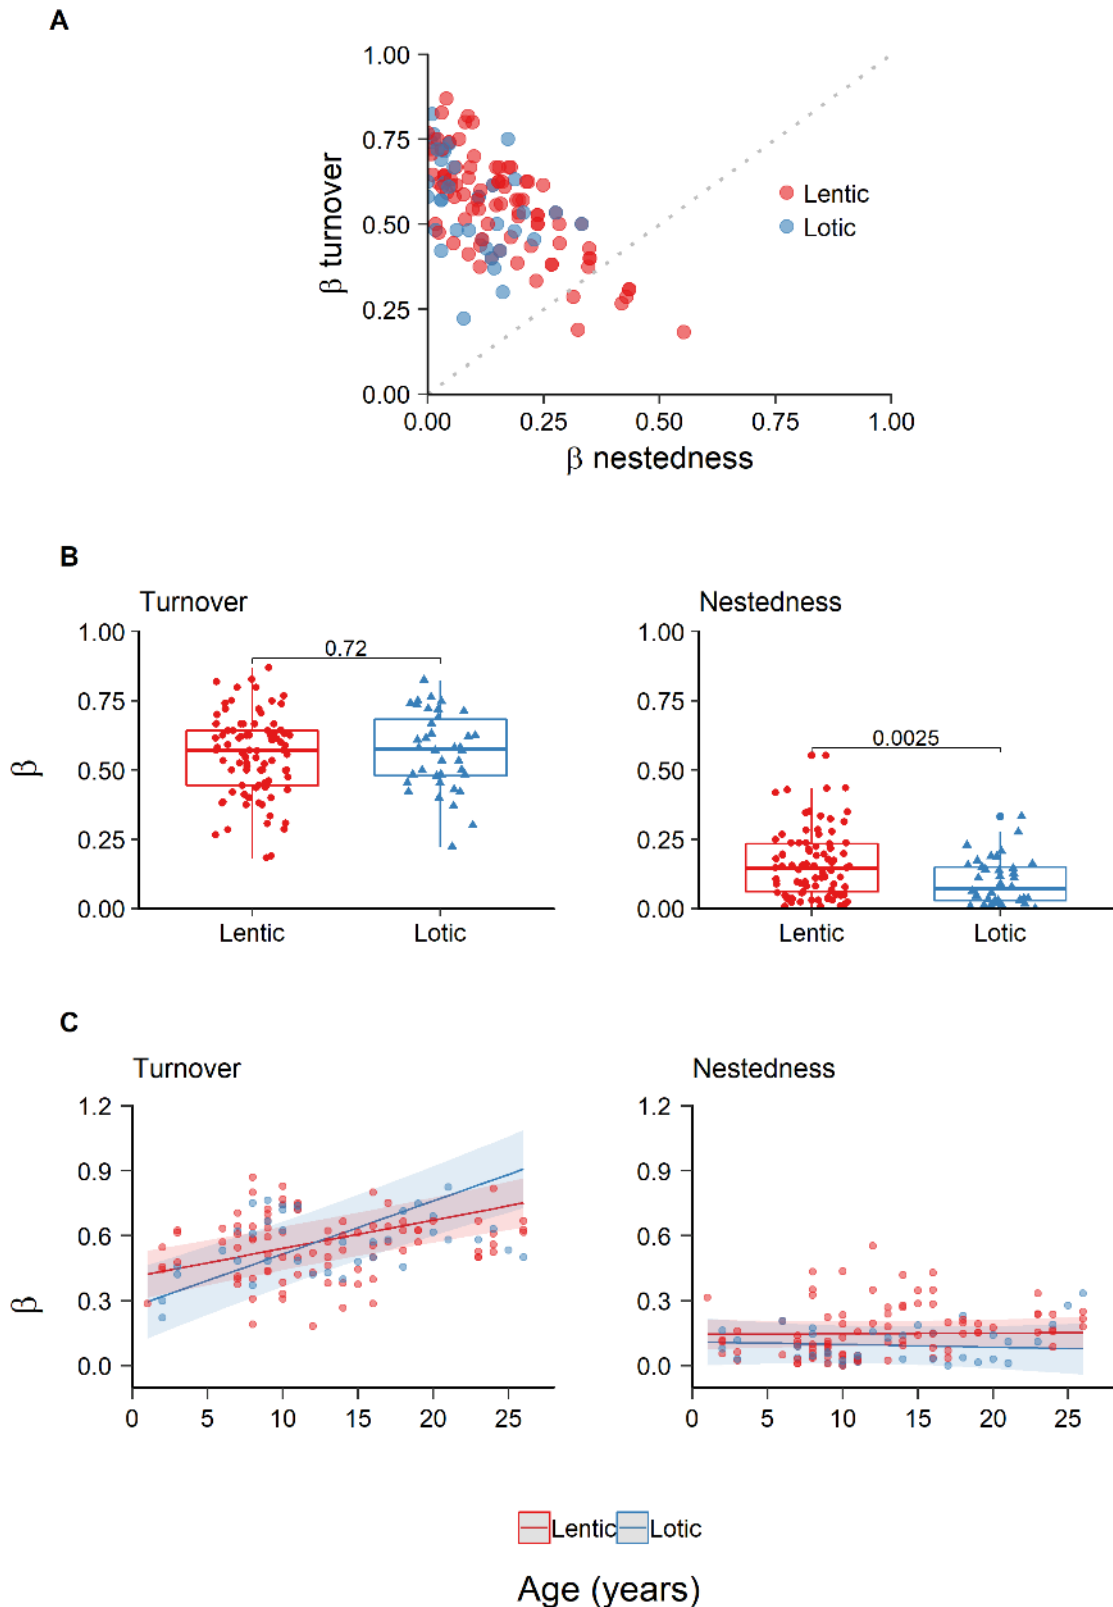 A
1.00
0.75
0.50
0.25
0.00
β turnover
Lentic
Lotic
0.00 0.25 0.50 0.75 1.00
β nestedness
B
Turnover
1.00
0.75
0.50
0.25
0.00
β
0.72
Lentic Lotic
Nestedness
1.00
0.75
0.50
0.25
0.00
0.0025
Lentic Lotic
C
Turnover
1.2
0.9
0.6
0.3
0.0
β
0 5 10 15 20 25
Nestedness
1.2
0.9
0.6
0.3
0.0
0 5 10 15 20 25
Lentic Lotic
Age (years)